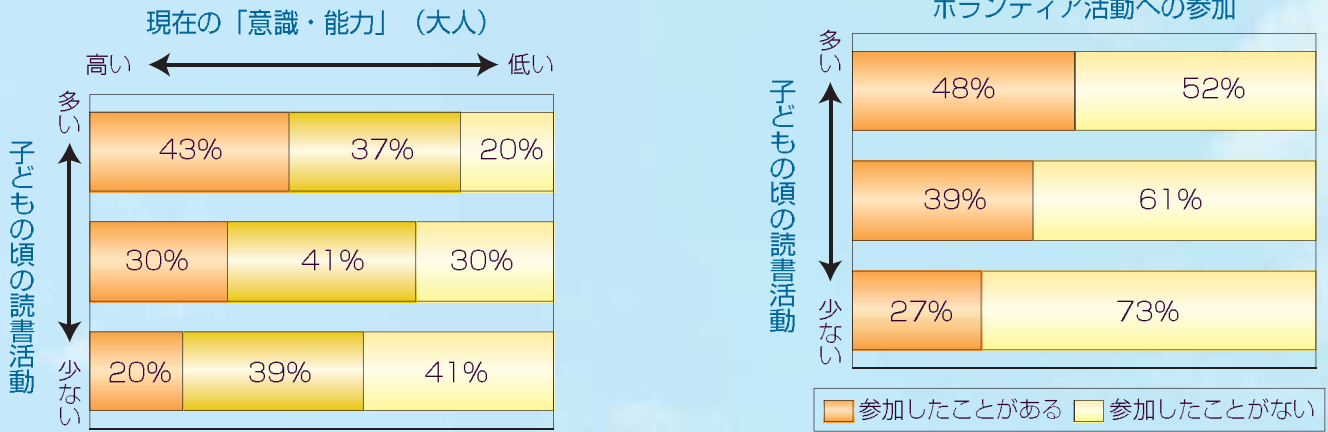 現在の「意識・能力」（大人）
高い
低い
子どもの頃の読書活動
多い
少ない
43%
37%
20%
30%
41%
30%
20%
39%
41%
ボランティア活動への参加
子どもの頃の読書活動
多い
少ない
48%
52%
39%
61%
27%
73%
参加したことがある
参加したことがない